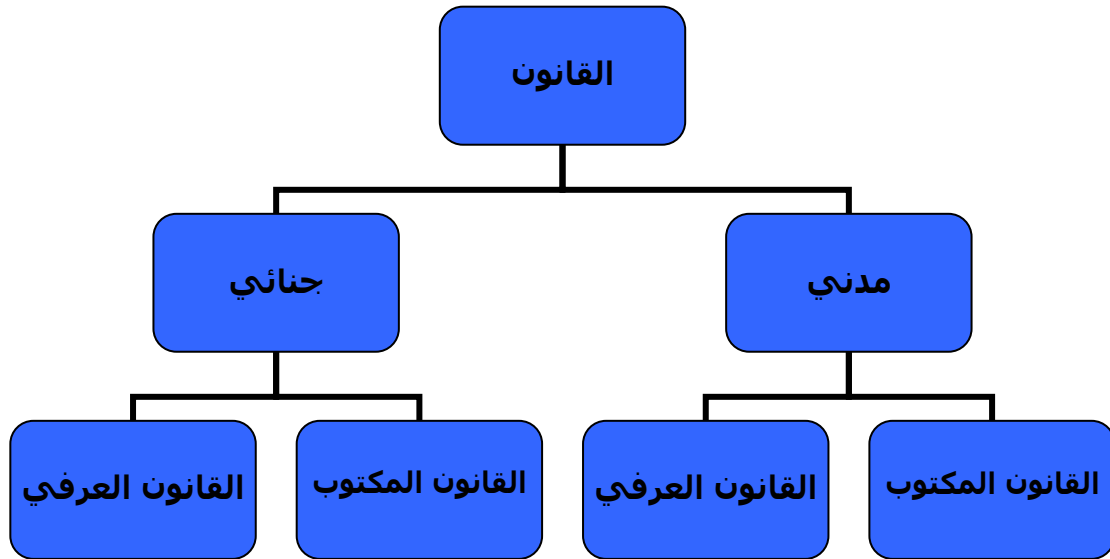 القانون
مدني
جنائي
القانون المكتوب
القانون العرفي
القانون المكتوب
القانون العرفي